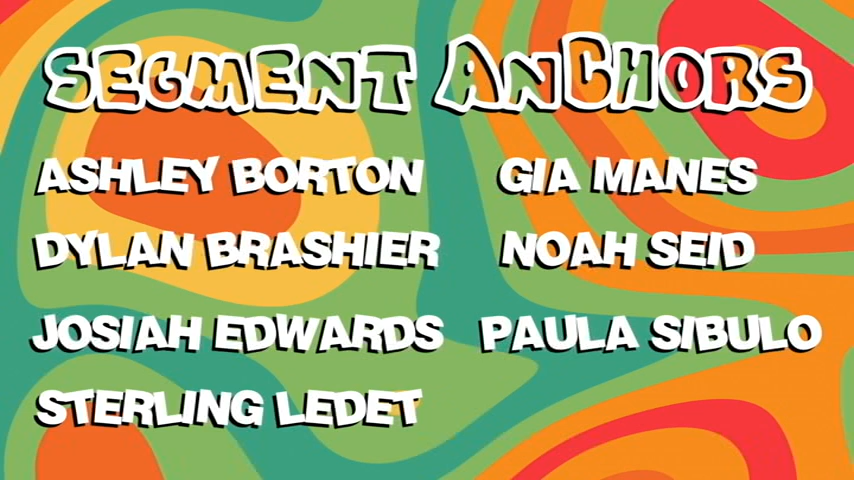 SEGMENT ANCHORS
ASHLEY BORTON
DYLAN BRASHIER
JOSIAH EDWARDS
STERLING LEDET
GIA MANES
NOAH SEID
PAULA SIBULO